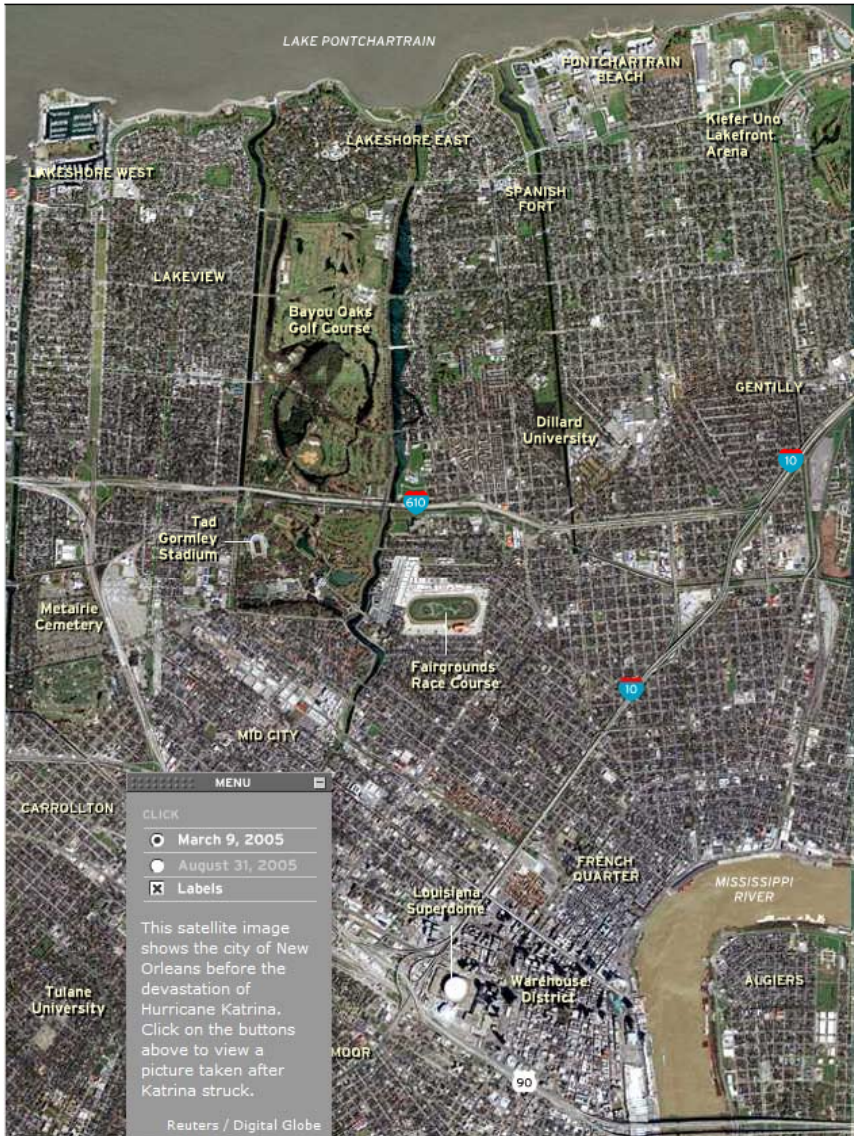 LAKE PONTCHARTRAIN
PONTCHARTRAIN
BEACH
Kiefer Uno
Lakefront
Arena
LAKESHORE EAST
LAKESHORE WEST
SPANISH
FORT
LAKEVIEW
Bayou Oaks
Golf Course
GENTILLY
Dillard
University
10
610
Tad
Gormley
Stadium
Metairie
Cemetery
Fairgrounds
Race Course
10
MID CITY
CARROLLTON
FRENCH
QUARTER
MISSISSIPPI
RIVER
Louisiana
Superdome
Warehouse
District
ALGIERS
Tulane
University
MOOR
90
MENU
CLICK
March 9, 2005
August 31, 2005
Labels
This satellite image
shows the city of New
Orleans before the
devastation of
Hurricane Katrina.
Click on the buttons
above to view a
picture taken after
Katrina struck.
Reuters / Digital Globe